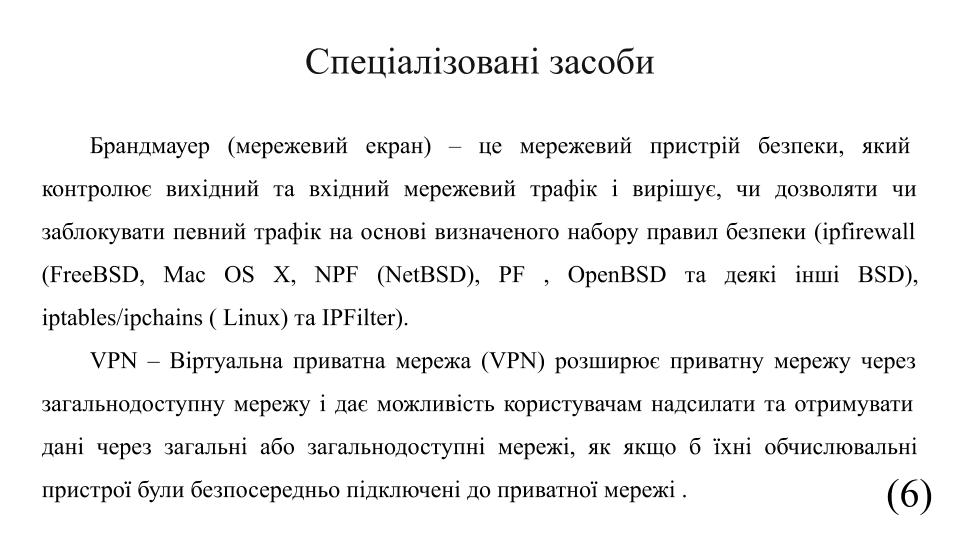 Спеціалізовані засоби
Брандмауер (мережевий екран) – це мережевий пристрій безпеки, який
контролює вихідний та вхідний мережевий трафік і вирішує, чи дозволяти чи
заблокувати певний трафік на основі визначеного набору правил безпеки (ipfirewall
(FreeBSD, Mac OS X, NPF (NetBSD), PF , OpenBSD та деякі інші BSD),
iptables/ipchains ( Linux) та IPFilter).
VPN – Віртуальна приватна мережа (VPN) розширює приватну мережу через
загальнодоступну мережу і дає можливість користувачам надсилати та отримувати
дані через загальні або загальнодоступні мережі, як якщо б їхні обчислювальні
пристрої були безпосередньо підключені до приватної мережі .
(6)